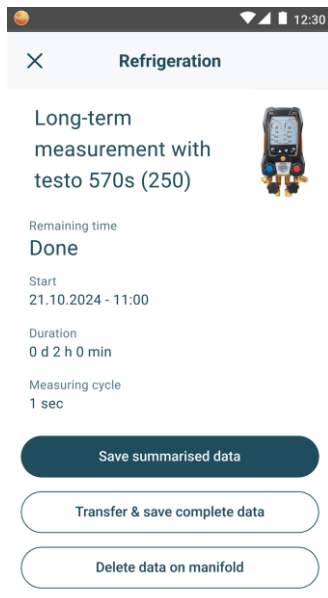 12:30
Refrigeration
Long-term
measurement with
testo 570s (250)
Remaining time
Done
Start
21.10.2024 - 11:00
Duration
0 d 2 h 0 min
Measuring cycle
1 sec
Save summarised data
Transfer & save complete data
Delete data on manifold